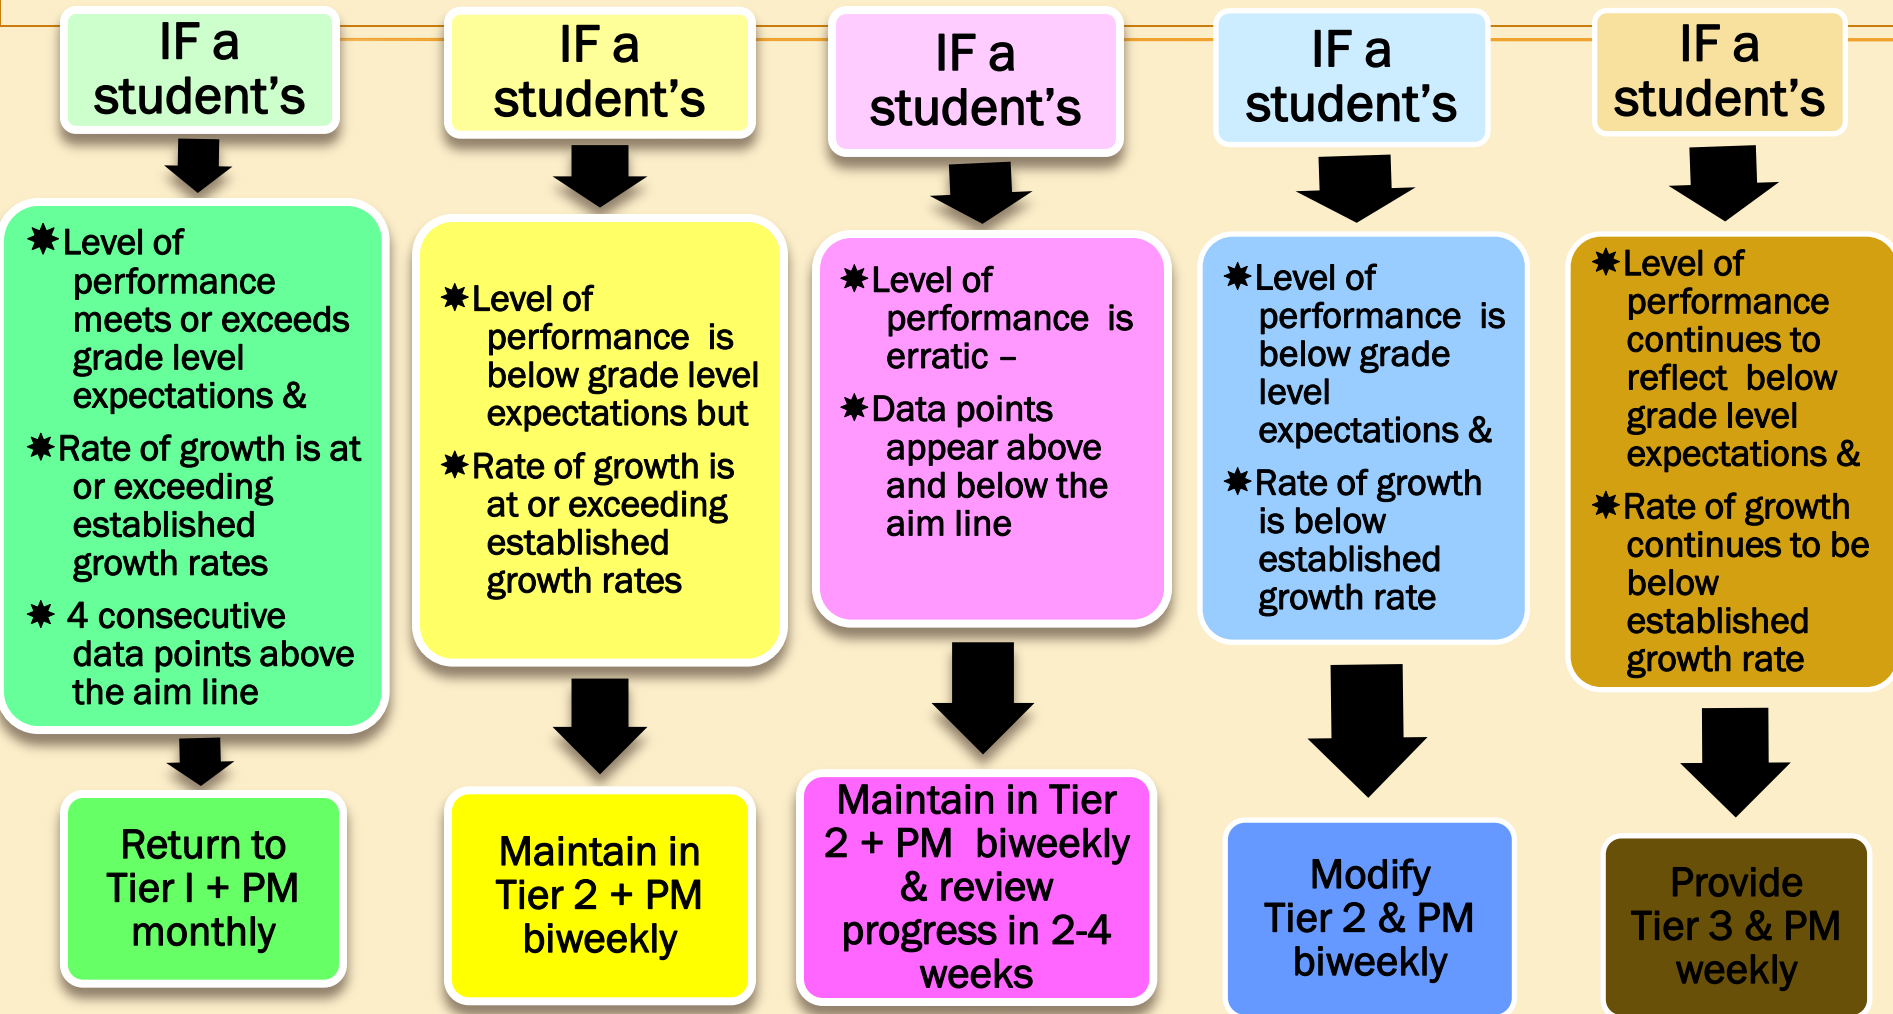 IF a
student's
Level of
performance
meets or exceeds
grade level
expectations &
Rate of growth is at
or exceeding
established
growth rates
4 consecutive
data points above
the aim line
Return to
Tier I + PM
monthly
IF a
student's
Level of
performance is
below grade level
expectations but
Rate of growth is
at or exceeding
established
growth rates
Maintain in
Tier 2 + PM
biweekly
IF a
student's
Level of
performance is
erratic –
Data points
appear above
and below the
aim line
Maintain in Tier
2 + PM biweekly
& review
progress in 2-4
weeks
IF a
student's
Level of
performance is
below grade
level
expectations &
Rate of growth
is below
established
growth rate
Modify
Tier 2 & PM
biweekly
IF a
student's
Level of
performance
continues to
reflect below
grade level
expectations &
Rate of growth
continues to be
below
established
growth rate
Provide
Tier 3 & PM
weekly